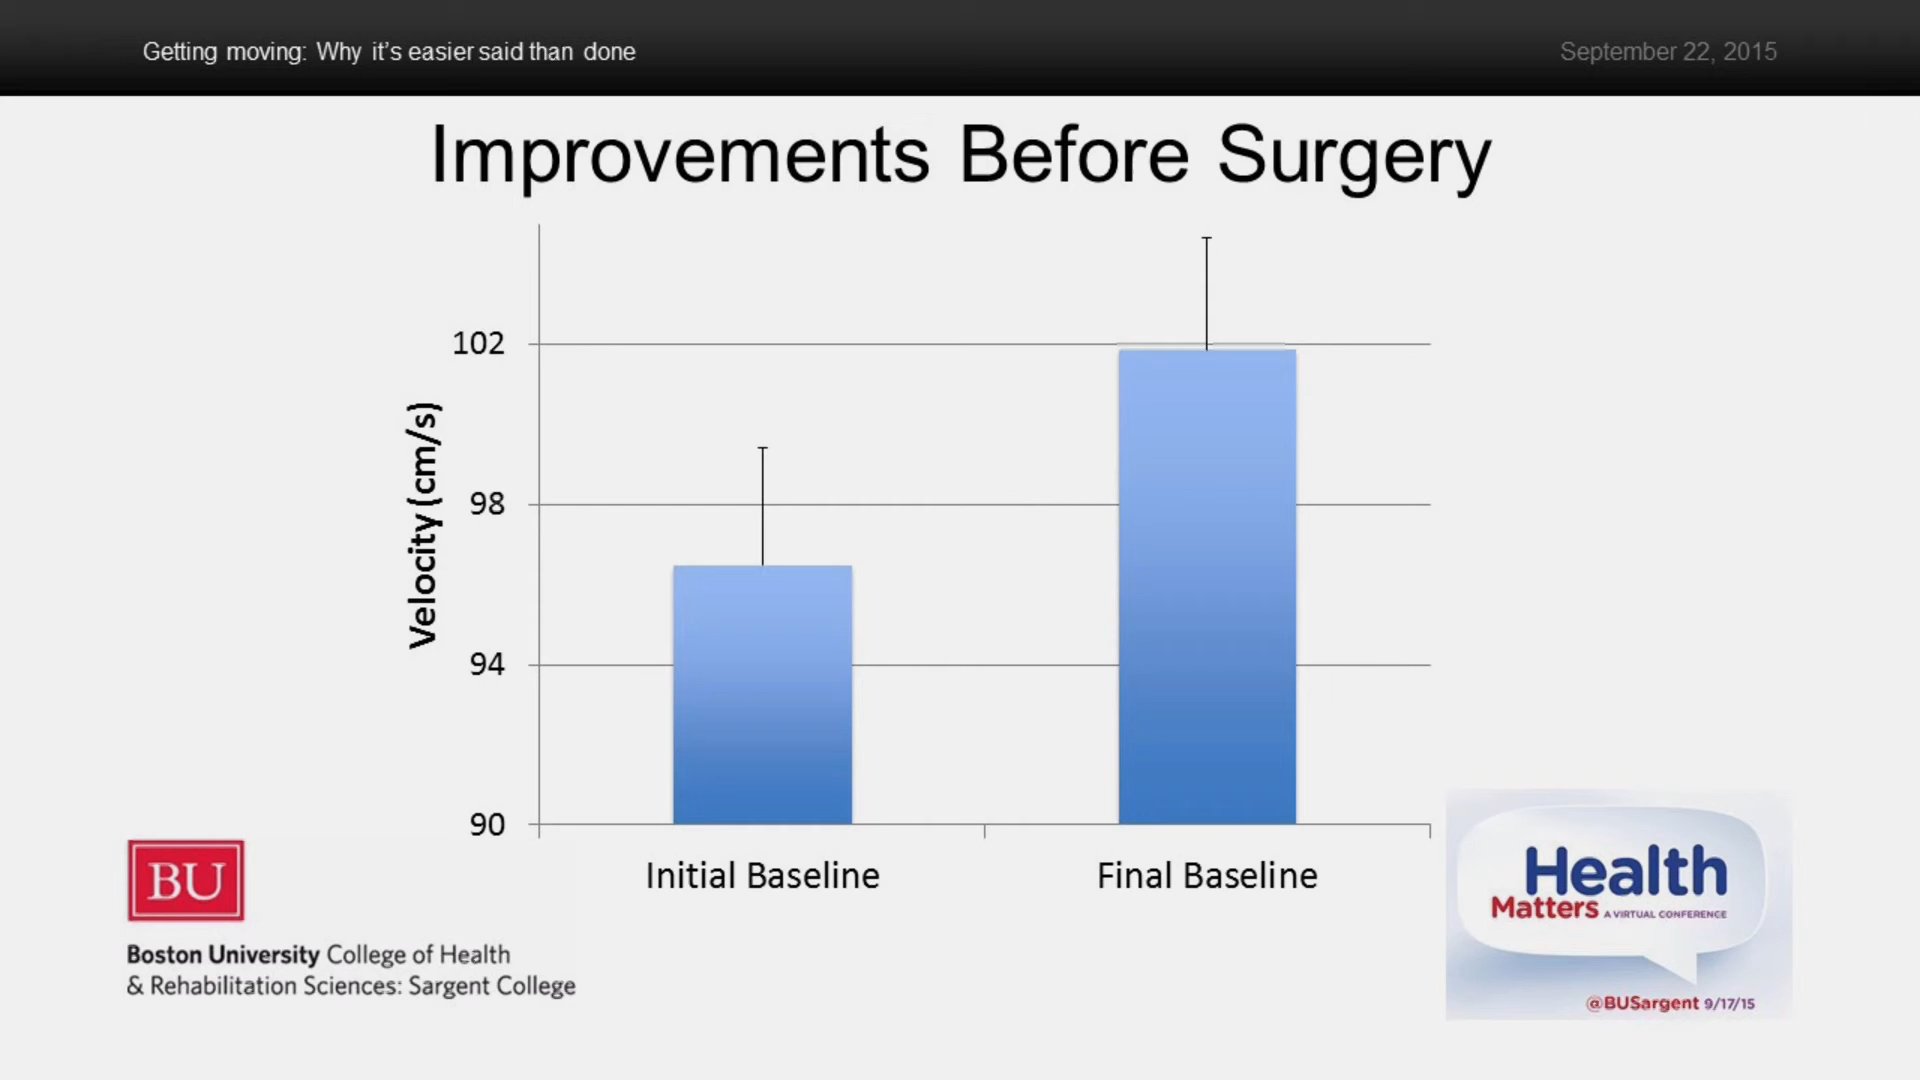 Getting moving: Why it's easier said than done
September 22, 2015
Improvements Before Surgery
Velocity (cm/s)
102
98
94
90
Initial Baseline
Final Baseline
BU
Boston University College of Health
& Rehabilitation Sciences: Sargent College
Health
Matters A VIRTUAL CONFERENCE
@BUSargent 9/17/15